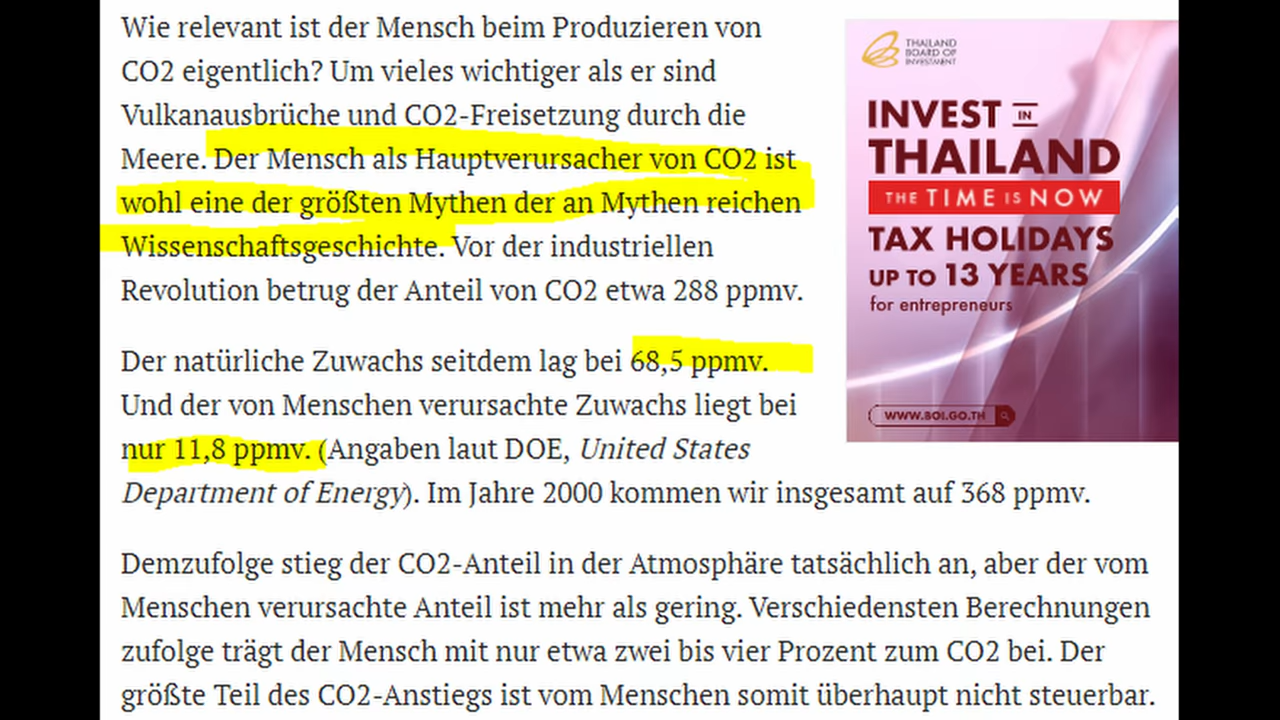 Wie relevant ist der Mensch beim Produzieren von
CO2 eigentlich? Um vieles wichtiger als er sind
Vulkanausbrüche und CO2-Freisetzung durch die
Meere. Der Mensch als Hauptverursacher von CO2 ist
wohl eine der größten Mythen der an Mythen reichen
Wissenschaftsgeschichte. Vor der industriellen
Revolution betrug der Anteil von CO2 etwa 288 ppmv.
Der natürliche Zuwachs seitdem lag bei 68,5 ppmv.
Und der von Menschen verursachte Zuwachs liegt bei
nur 11,8 ppmv. (Angaben laut DOE, United States
Department of Energy). Im Jahre 2000 kommen wir insgesamt auf 368 ppmv.
Demzufolge stieg der CO2-Anteil in der Atmosphäre tatsächlich an, aber der vom
Menschen verursachte Anteil ist mehr als gering. Verschiedensten Berechnungen
zufolge trägt der Mensch mit nur etwa zwei bis vier Prozent zum CO2 bei. Der
größte Teil des CO2-Anstiegs ist vom Menschen somit überhaupt nicht steuerbar.
THAILAND
BOARD OF
INVESTMENT
INVEST IN
THAILAND
THE TIME IS NOW
TAX HOLIDAYS
UP TO 13 YEARS
for entrepreneurs
WWW.BOI.GO.TH